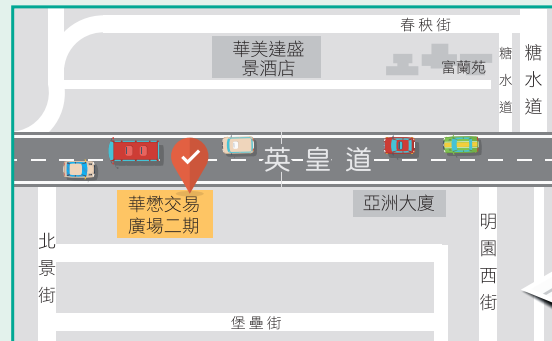 春秧街
華美達盛
景酒店
富蘭苑
糖水道
糖水道
英皇道
華懋交易
廣場二期
亞洲大廈
北景街
明園西街
堡壘街